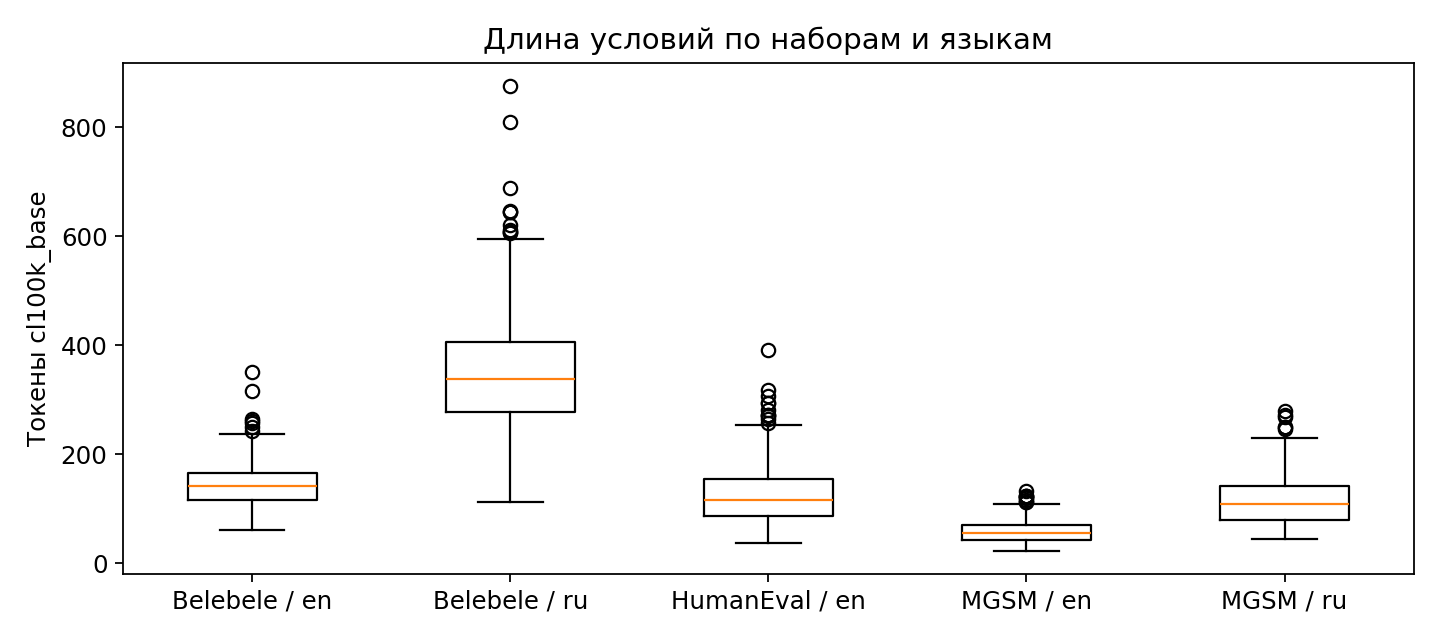 Длина условий по наборам и языкам
Токены cl100k_base
800
600
400
200
0
Belebele / en
Belebele / ru
HumanEval / en
MGSM / en
MGSM / ru